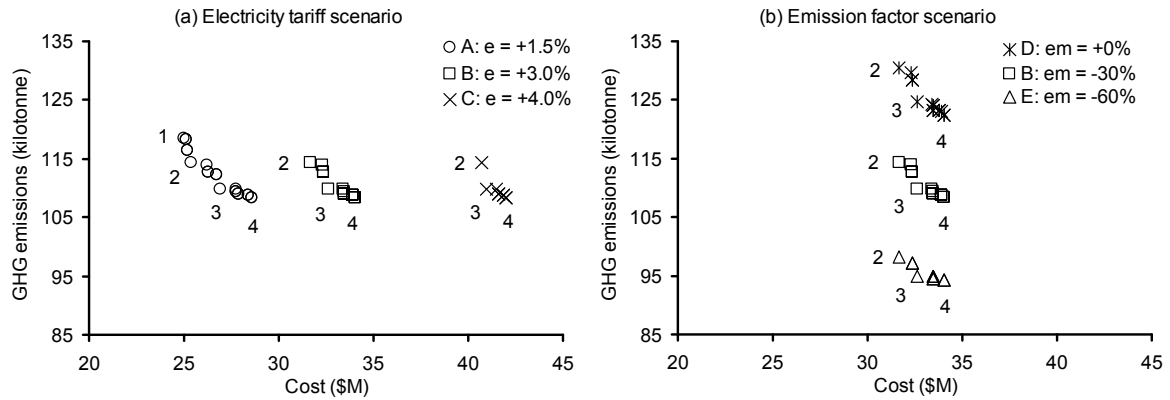 (a) Electricity tariff scenario
135
125
115
105
95
85
GHG emissions (kilotonne)
A: e = +1.5%
B: e = +3.0%
C: e = +4.0%
1
2
3
4
2
3
4
2
3
4
20 25 30 35 40 45
Cost ($M)
(b) Emission factor scenario
135
125
115
105
95
85
GHG emissions (kilotonne)
D: em = +0%
B: em = -30%
E: em = -60%
2
3
4
2
3
4
2
3
4
20 25 30 35 40 45
Cost ($M)